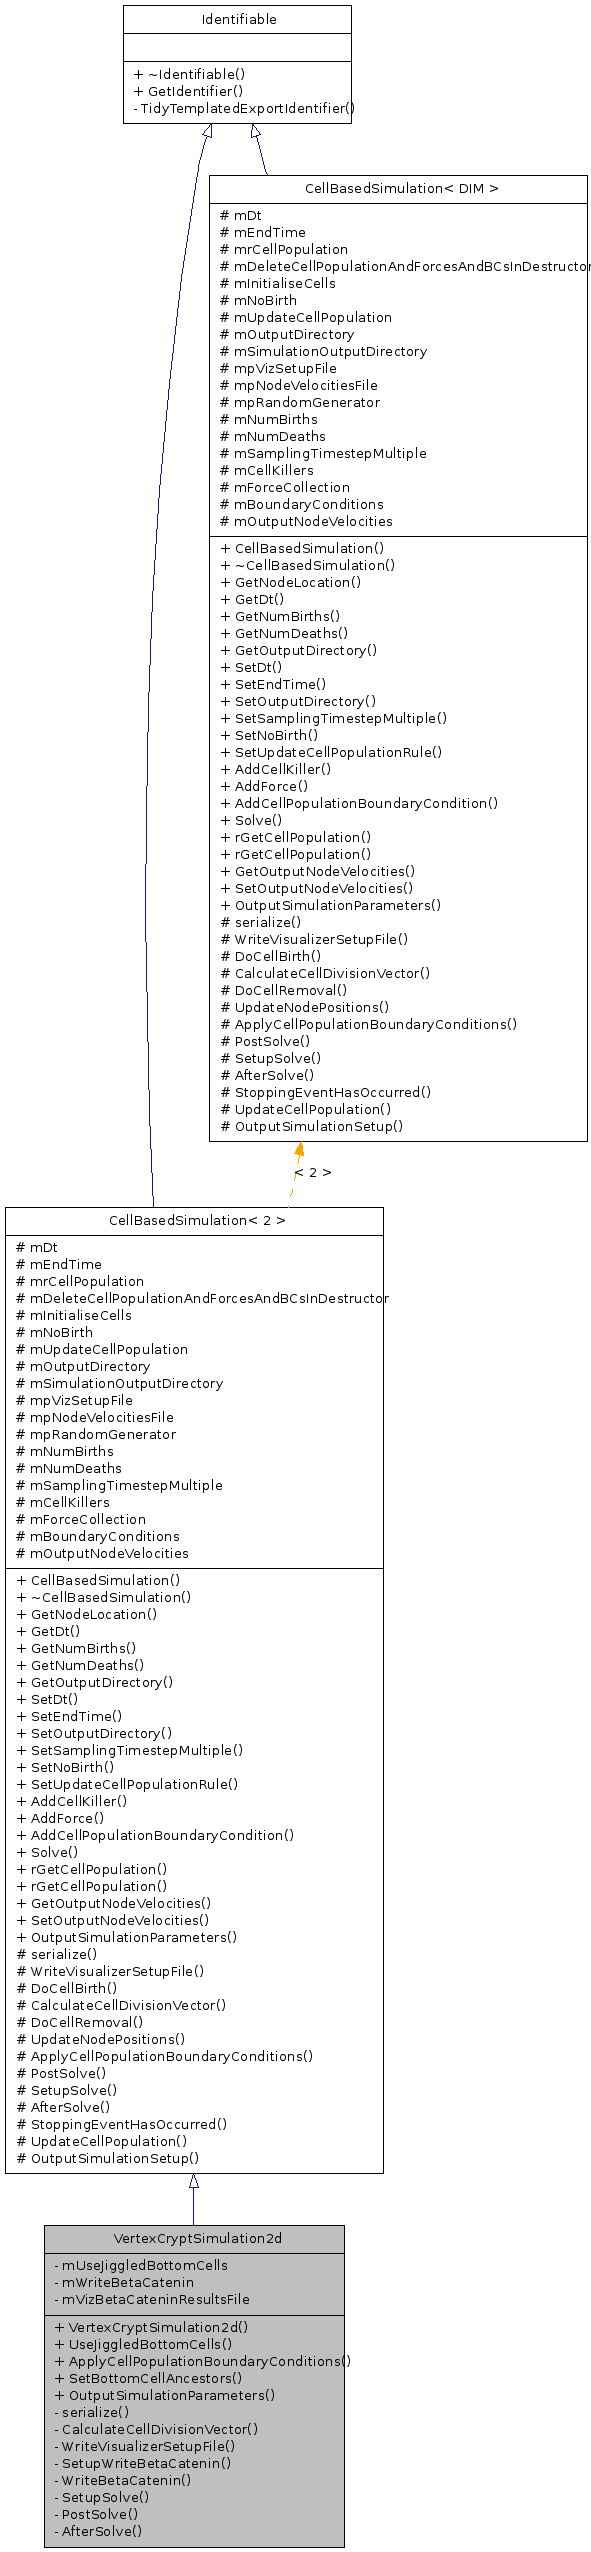 Identifiable
+ ~Identifiable()
+ GetIdentifier()
- TidyTemplatedExportIdentifier()
CellBasedSimulation< DIM >
# mDt
# mEndTime
# mrCellPopulation
# mDeleteCellPopulationAndForcesAndBCsInDestructor
# mInitialiseCells
# mNoBirth
# mUpdateCellPopulation
# mOutputDirectory
# mSimulationOutputDirectory
# mpVizSetupFile
# mpNodeVelocitiesFile
# mpRandomGenerator
# mNumBirths
# mNumDeaths
# mSamplingTimestepMultiple
# mCellKillers
# mForceCollection
# mBoundaryConditions
# mOutputNodeVelocities
+ CellBasedSimulation()
+ ~CellBasedSimulation()
+ GetNodeLocation()
+ GetDt()
+ GetNumBirths()
+ GetNumDeaths()
+ GetOutputDirectory()
+ SetDt()
+ SetEndTime()
+ SetOutputDirectory()
+ SetSamplingTimestepMultiple()
+ SetNoBirth()
+ SetUpdateCellPopulationRule()
+ AddCellKiller()
+ AddForce()
+ AddCellPopulationBoundaryCondition()
+ Solve()
+ rGetCellPopulation()
+ rGetCellPopulation()
+ GetOutputNodeVelocities()
+ SetOutputNodeVelocities()
+ OutputSimulationParameters()
# serialize()
# WriteVisualizerSetupFile()
# DoCellBirth()
# CalculateCellDivisionVector()
# DoCellRemoval()
# UpdateNodePositions()
# ApplyCellPopulationBoundaryConditions()
# PostSolve()
# SetupSolve()
# AfterSolve()
# StoppingEventHasOccurred()
# UpdateCellPopulation()
# OutputSimulationSetup()
< 2 >
CellBasedSimulation< 2 >
# mDt
# mEndTime
# mrCellPopulation
# mDeleteCellPopulationAndForcesAndBCsInDestructor
# mInitialiseCells
# mNoBirth
# mUpdateCellPopulation
# mOutputDirectory
# mSimulationOutputDirectory
# mpVizSetupFile
# mpNodeVelocitiesFile
# mpRandomGenerator
# mNumBirths
# mNumDeaths
# mSamplingTimestepMultiple
# mCellKillers
# mForceCollection
# mBoundaryConditions
# mOutputNodeVelocities
+ CellBasedSimulation()
+ ~CellBasedSimulation()
+ GetNodeLocation()
+ GetDt()
+ GetNumBirths()
+ GetNumDeaths()
+ GetOutputDirectory()
+ SetDt()
+ SetEndTime()
+ SetOutputDirectory()
+ SetSamplingTimestepMultiple()
+ SetNoBirth()
+ SetUpdateCellPopulationRule()
+ AddCellKiller()
+ AddForce()
+ AddCellPopulationBoundaryCondition()
+ Solve()
+ rGetCellPopulation()
+ rGetCellPopulation()
+ GetOutputNodeVelocities()
+ SetOutputNodeVelocities()
+ OutputSimulationParameters()
# serialize()
# WriteVisualizerSetupFile()
# DoCellBirth()
# CalculateCellDivisionVector()
# DoCellRemoval()
# UpdateNodePositions()
# ApplyCellPopulationBoundaryConditions()
# PostSolve()
# SetupSolve()
# AfterSolve()
# StoppingEventHasOccurred()
# UpdateCellPopulation()
# OutputSimulationSetup()
VertexCryptSimulation2d
- mUseJiggledBottomCells
- mWriteBetaCatenin
- mVizBetaCateninResultsFile
+ VertexCryptSimulation2d()
+ UseJiggledBottomCells()
+ ApplyCellPopulationBoundaryConditions()
+ SetBottomCellAncestors()
+ OutputSimulationParameters()
- serialize()
- CalculateCellDivisionVector()
- WriteVisualizerSetupFile()
- SetupWriteBetaCatenin()
- WriteBetaCatenin()
- SetupSolve()
- PostSolve()
- AfterSolve()